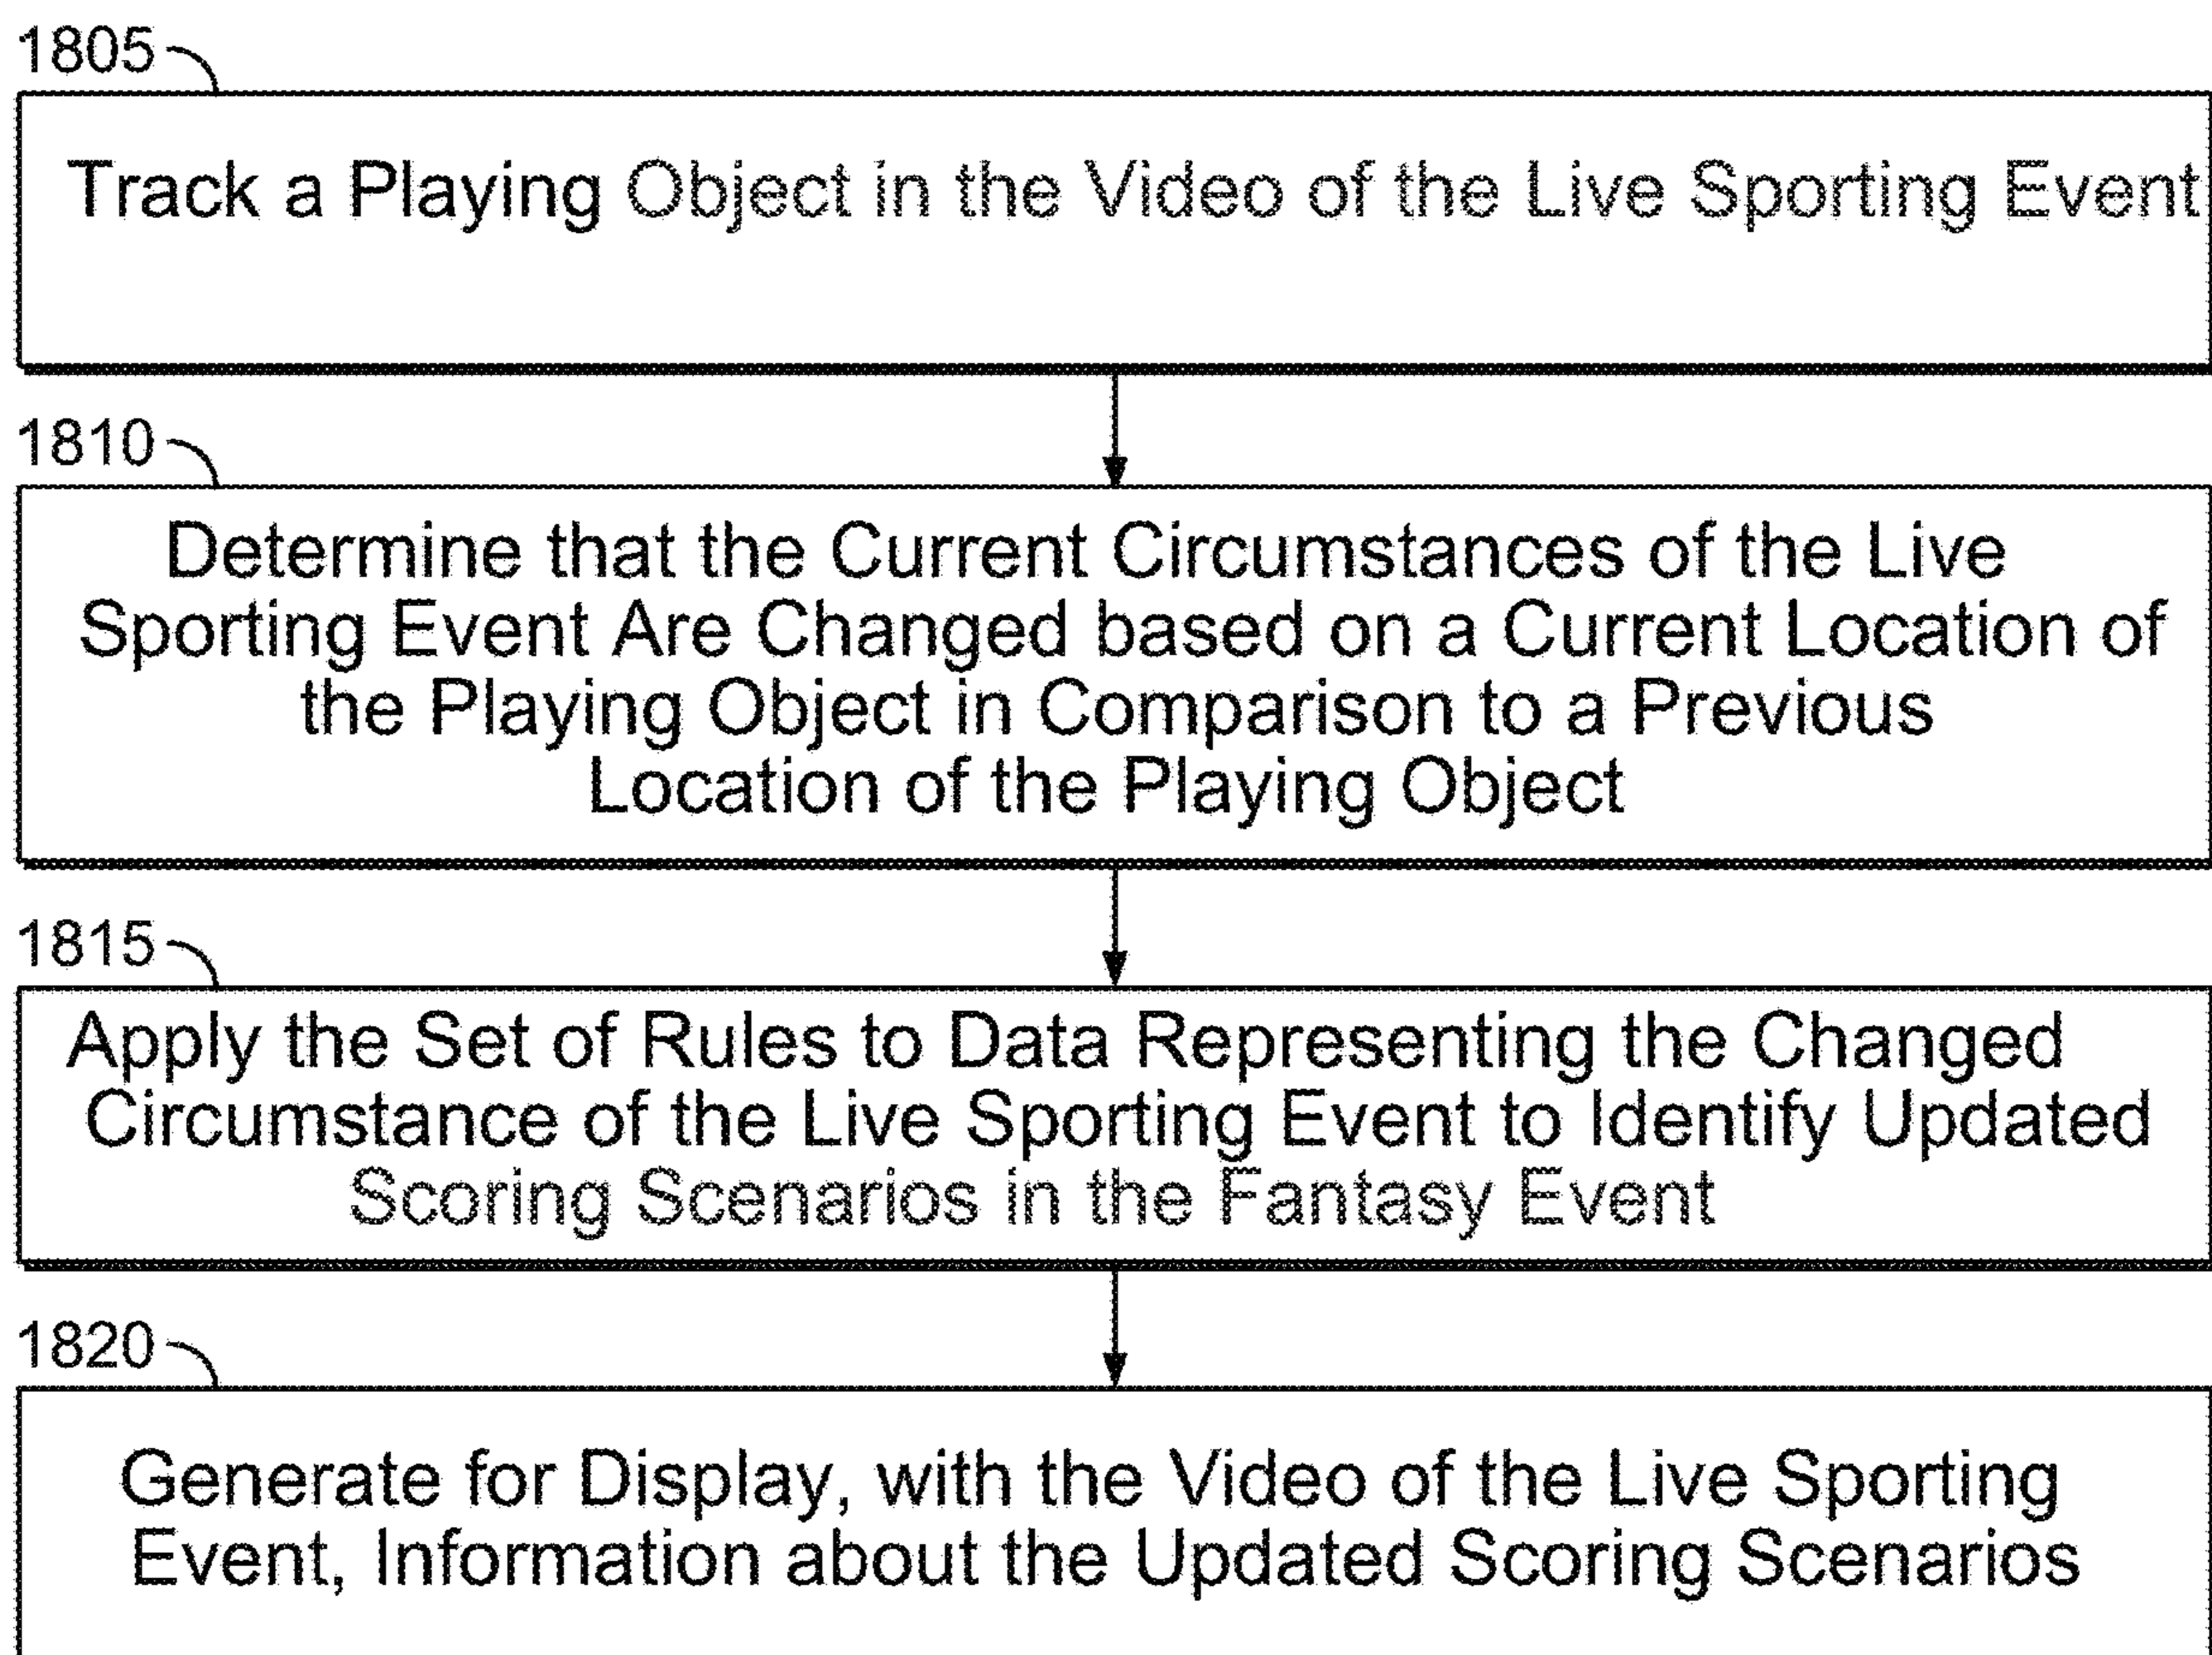 1805
Track a Playing Object in the Video of the Live Sporting Event
1810
Determine that the Current Circumstances of the Live
Sporting Event Are Changed based on a Current Location of
the Playing Object in Comparison to a Previous
Location of the Playing Object
1815
Apply the Set of Rules to Data Representing the Changed
Circumstance of the Live Sporting Event to Identify Updated
Scoring Scenarios in the Fantasy Event
1820
Generate for Display, with the Video of the Live Sporting
Event, Information about the Updated Scoring Scenarios